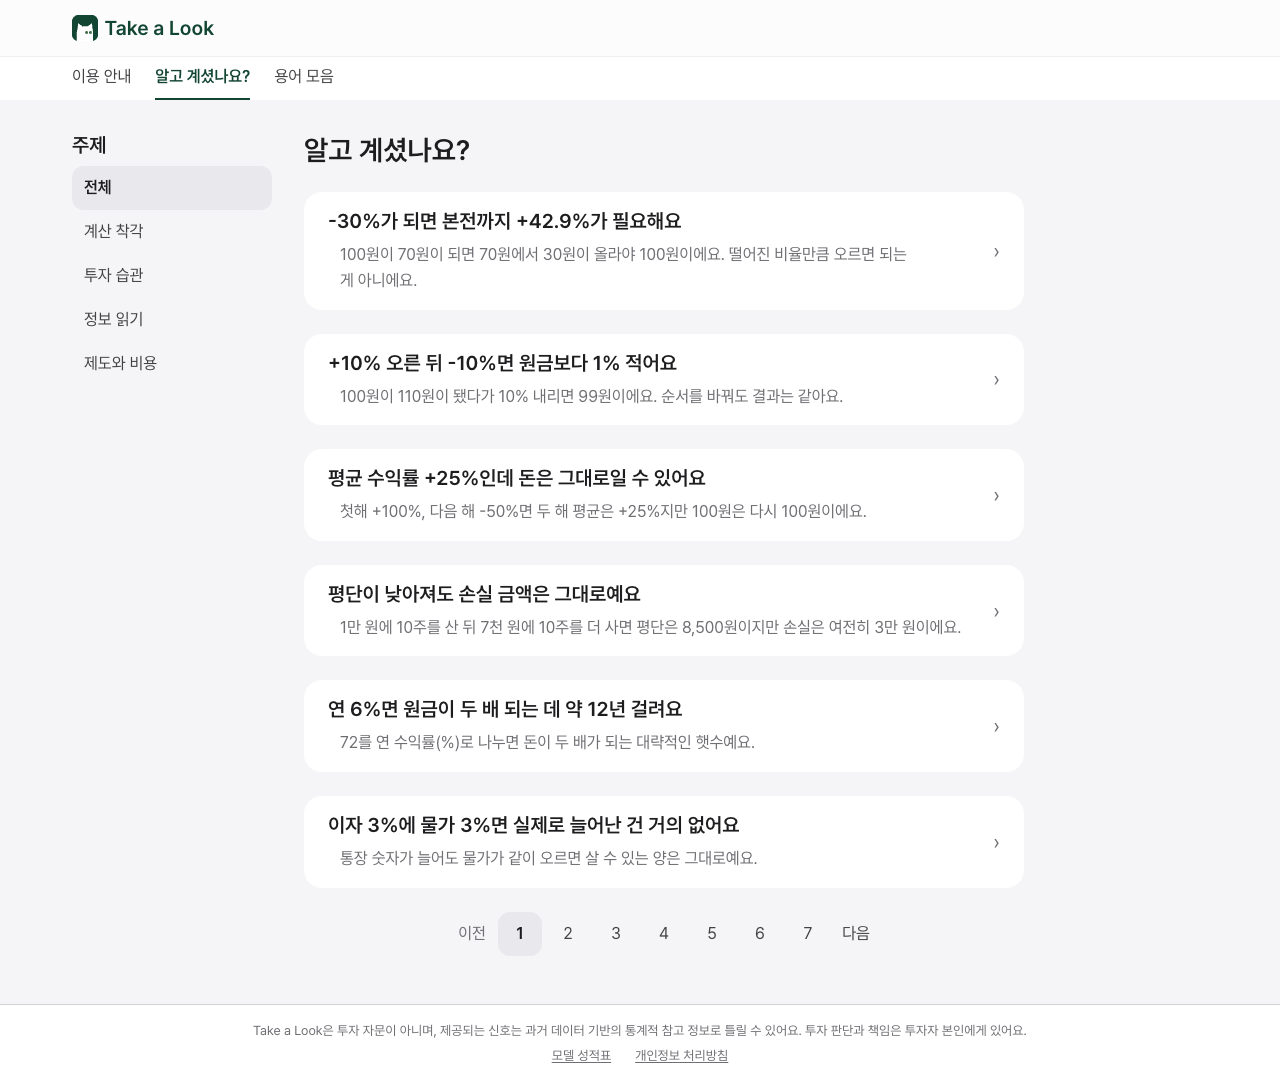 Take a Look
이용 안내 알고 계셨나요? 용어 모음
주제
전체
계산 착각
투자 습관
정보 읽기
제도와 비용
알고 계셨나요?
-30%가 되면 본전까지 +42.9%가 필요해요
100원이 70원이 되면 70원에서 30원이 올라야 100원이에요. 떨어진 비율만큼 오르면 되는
게 아니에요.
›
+10% 오른 뒤 -10%면 원금보다 1% 적어요
100원이 110원이 됐다가 10% 내리면 99원이에요. 순서를 바꿔도 결과는 같아요.
›
평균 수익률 +25%인데 돈은 그대로일 수 있어요
첫해 +100%, 다음 해 -50%면 두 해 평균은 +25%지만 100원은 다시 100원이에요.
›
평단이 낮아져도 손실 금액은 그대로예요
1만 원에 10주를 산 뒤 7천 원에 10주를 더 사면 평단은 8,500원이지만 손실은 여전히 3만 원이에요.
›
연 6%면 원금이 두 배 되는 데 약 12년 걸려요
72를 연 수익률(%)로 나누면 돈이 두 배가 되는 대략적인 햇수예요.
›
이자 3%에 물가 3%면 실제로 늘어난 건 거의 없어요
통장 숫자가 늘어도 물가가 같이 오르면 살 수 있는 양은 그대로예요.
›
이전 1 2 3 4 5 6 7 다음
Take a Look은 투자 자문이 아니며, 제공되는 신호는 과거 데이터 기반의 통계적 참고 정보로 틀릴 수 있어요. 투자 판단과 책임은 투자자 본인에게 있어요.
모델 성적표 개인정보 처리방침